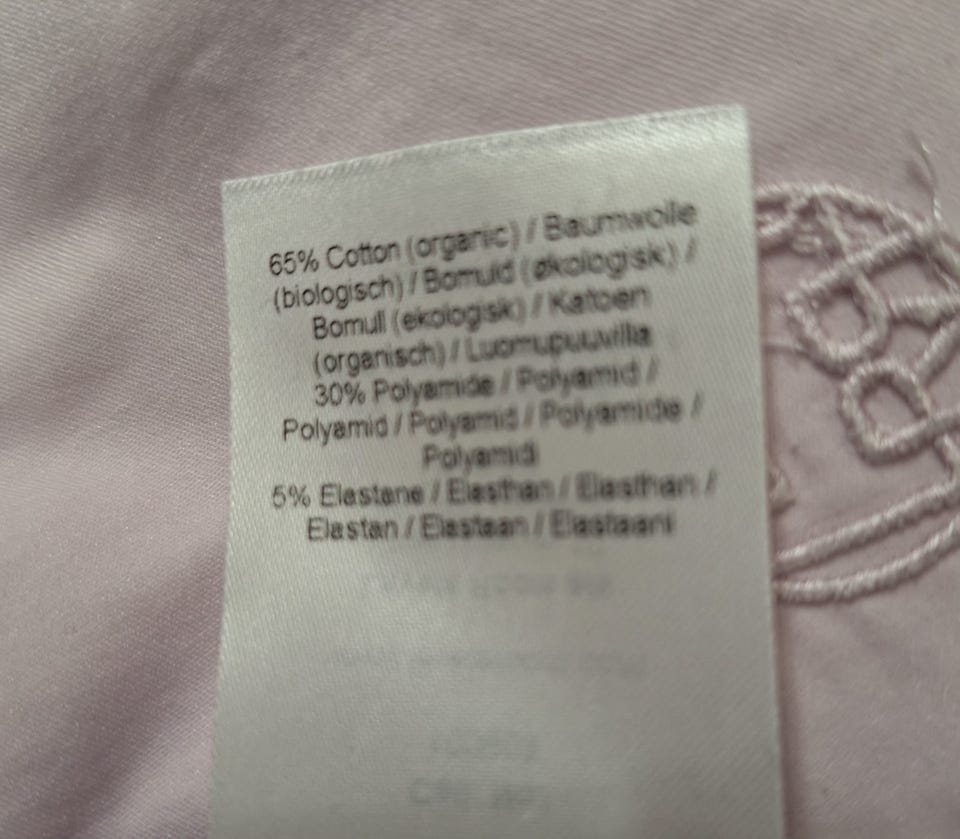 65% Cotton (organic) / Baumwolle
(biologisch) / Bomuld (økologisk) /
Bomull (ekologisk) / Katoen
(organisch) / Luomupuuvilla
30% Polyamide / Polyamid /
Polyamid / Polyamid / Polyamide /
Polyamidi
5% Elastane / Elasthan / Elasthan /
Elastan / Elastaan / Elastaani